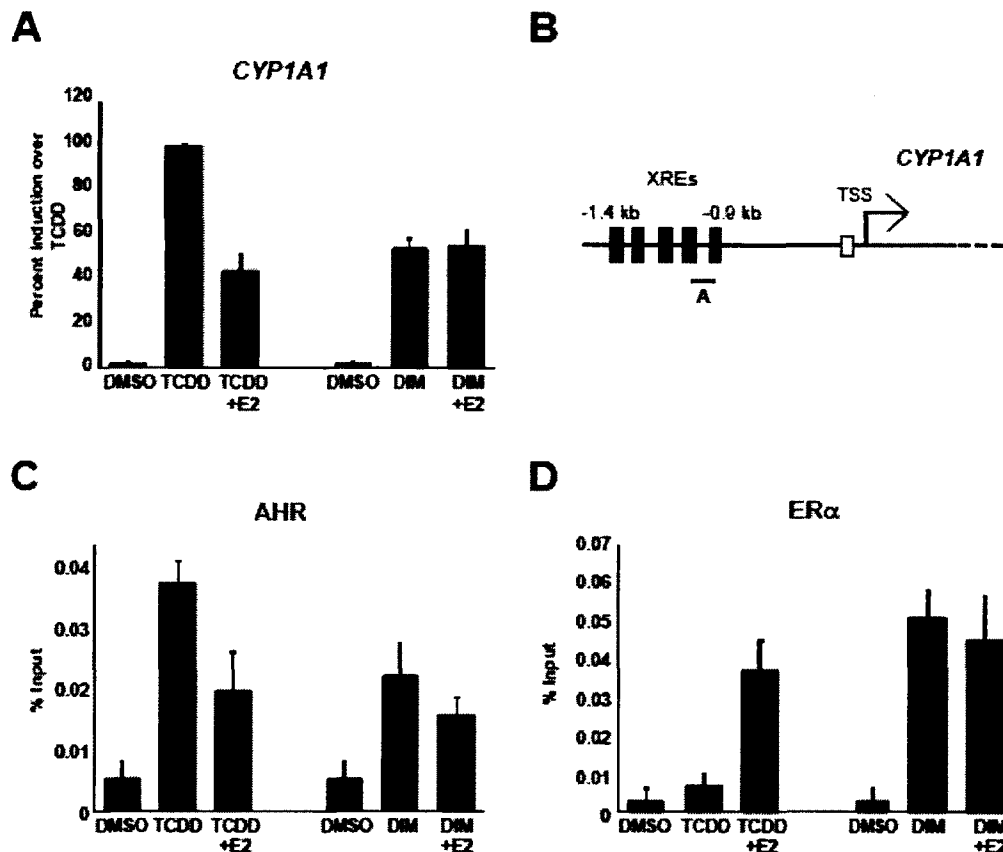 A
CYP1A1
Percent Induction over
TCDD
120
100
80
60
40
20
0
DMSO TCDD TCDD DMSO DIM DIM
+E2 +E2
B
CYP1A1
XREs
TSS
-1.4 kb -0.9 kb
A
C
AHR
% Input
0.04
0.03
0.02
0.01
0
DMSO TCDD TCDD DMSO DIM DIM
+E2 +E2
D
ERα
% Input
0.07
0.06
0.05
0.04
0.03
0.02
0.01
0
DMSO TCDD TCDD DMSO DIM DIM
+E2 +E2